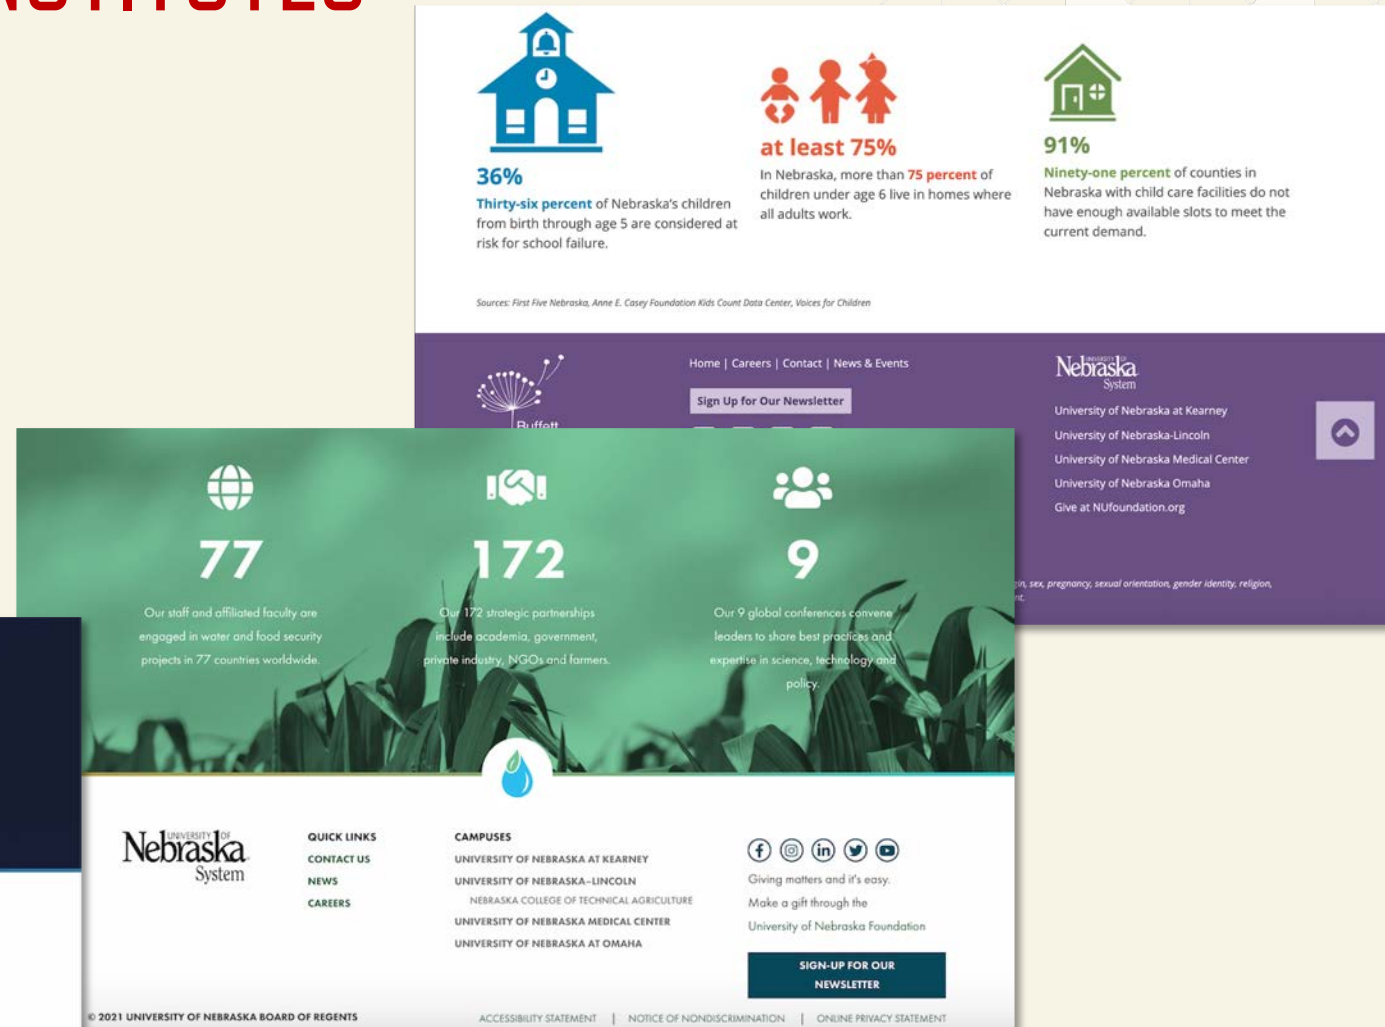 36%
Thirty-six percent of Nebraska's children
from birth through age 5 are considered at
risk for school failure.
at least 75%
In Nebraska, more than 75 percent of
children under age 6 live in homes where
all adults work.
91%
Ninety-one percent of counties in
Nebraska with child care facilities do not
have enough available slots to meet the
current demand.
Sources: First Five Nebraska, Anne E. Casey Foundation Kids Count Data Center, Voices for Children
Buffett
Home | Careers | Contact | News & Events
Sign Up for Our Newsletter
UNIVERSITY OF
Nebraska
System
University of Nebraska at Kearney
University of Nebraska-Lincoln
University of Nebraska Medical Center
University of Nebraska Omaha
Give at NUfoundation.org
sex, pregnancy, sexual orientation, gender identity, religion,
77
Our staff and affiliated faculty are
engaged in water and food security
projects in 77 countries worldwide.
172
Our 172 strategic partnerships
include academia, government,
private industry, NGOs and farmers.
9
Our 9 global conferences convene
leaders to share best practices and
expertise in science, technology and
policy.
UNIVERSITY OF
Nebraska
System
QUICK LINKS
CONTACT US
NEWS
CAREERS
CAMPUSES
UNIVERSITY OF NEBRASKA AT KEARNEY
UNIVERSITY OF NEBRASKA–LINCOLN
NEBRASKA COLLEGE OF TECHNICAL AGRICULTURE
UNIVERSITY OF NEBRASKA MEDICAL CENTER
UNIVERSITY OF NEBRASKA AT OMAHA
Giving matters and it's easy.
Make a gift through the
University of Nebraska Foundation
SIGN-UP FOR OUR
NEWSLETTER
© 2021 UNIVERSITY OF NEBRASKA BOARD OF REGENTS
ACCESSIBILITY STATEMENT | NOTICE OF NONDISCRIMINATION | ONLINE PRIVACY STATEMENT